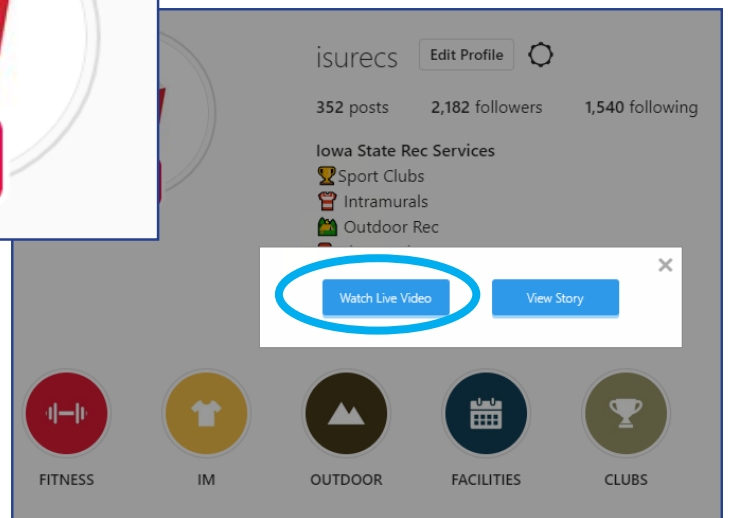 isurecs Edit Profile
352 posts 2,182 followers 1,540 following
Iowa State Rec Services
🏆Sport Clubs
Intramurals
Outdoor Rec
Watch Live Video View Story
FITNESS IM OUTDOOR FACILITIES CLUBS